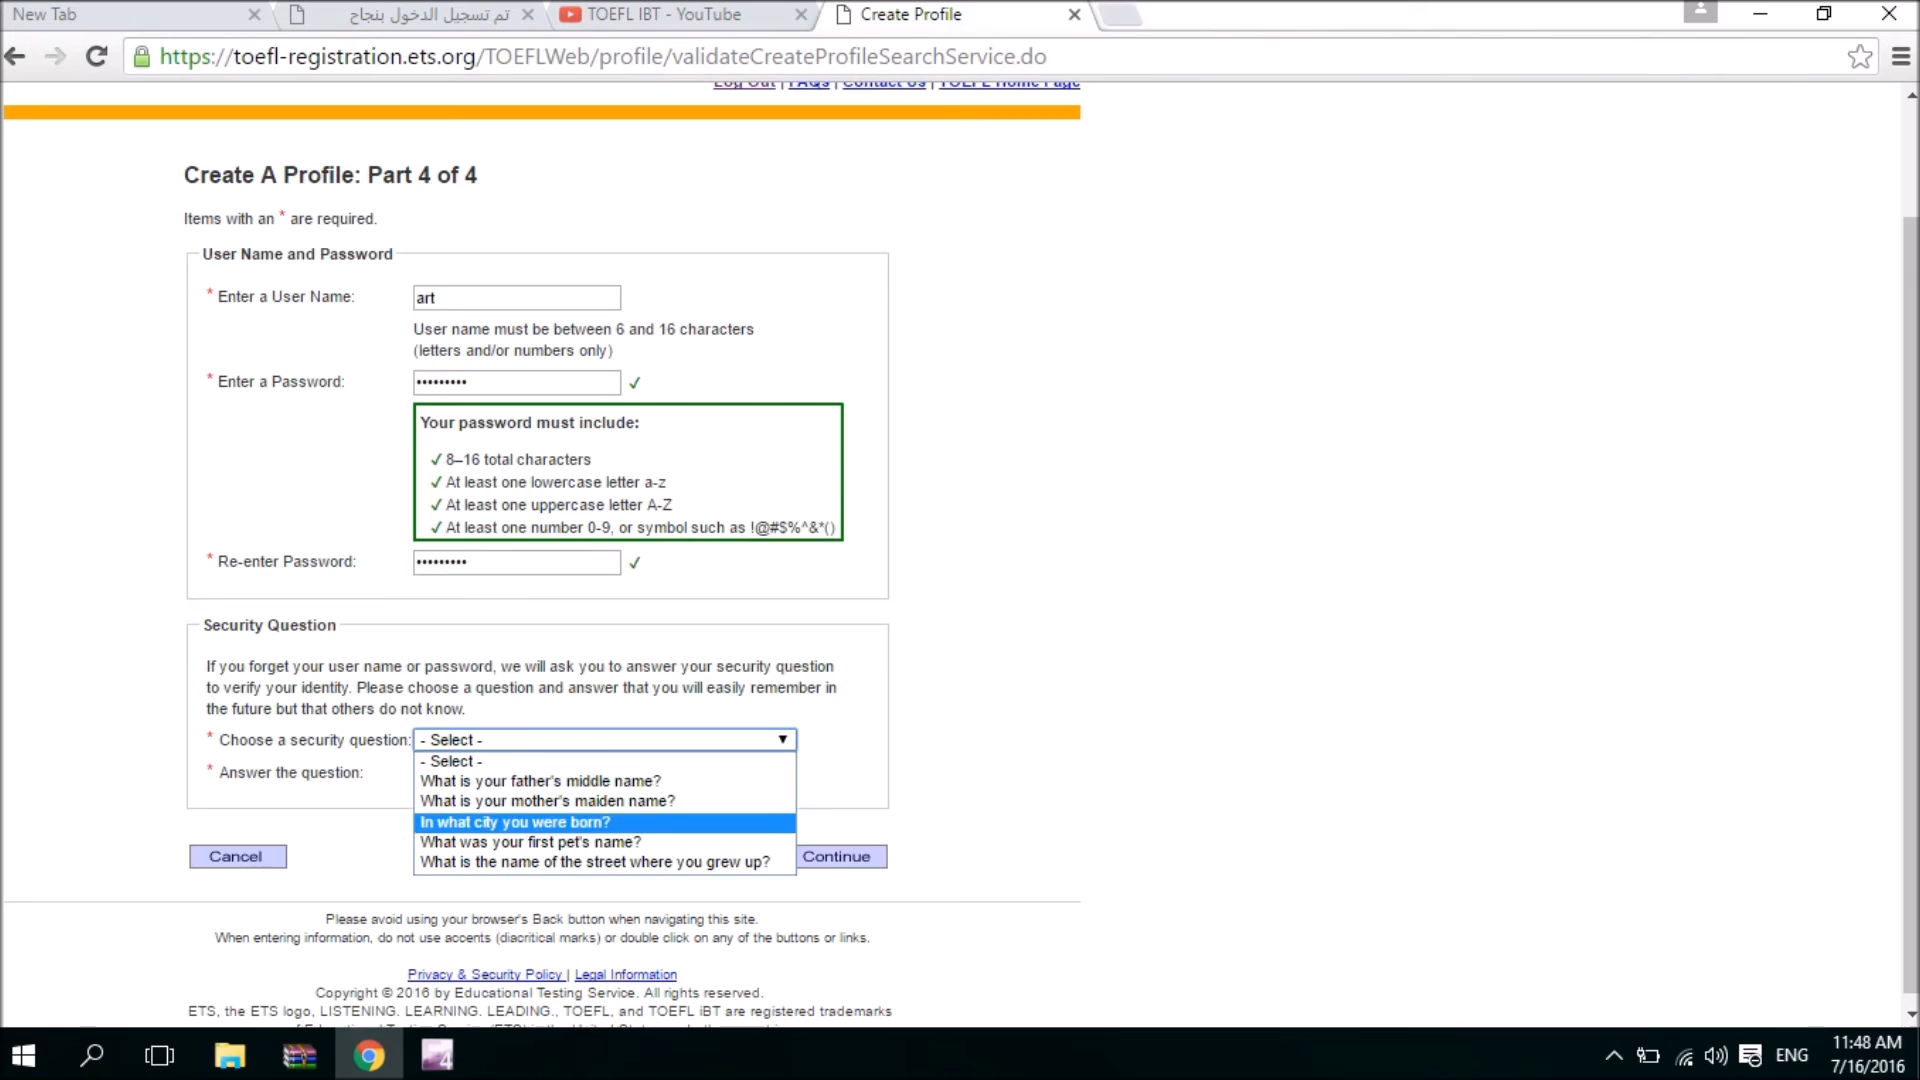 New Tab
تم تسجيل الدخول بنجاح
TOEFL IBT - YouTube
Create Profile
https://toefl-registration.ets.org/TOEFLWeb/profile/validateCreateProfileSearchService.do
Log Out | FAQs | Contact Us | TOEFL Home Page
Create A Profile: Part 4 of 4
Items with an * are required.
User Name and Password
* Enter a User Name: art
User name must be between 6 and 16 characters
(letters and/or numbers only)
* Enter a Password: ••••••••• ✓
Your password must include:
✓ 8–16 total characters
✓ At least one lowercase letter a-z
✓ At least one uppercase letter A-Z
✓ At least one number 0-9, or symbol such as !@#$%^&*()
* Re-enter Password: ••••••••• ✓
Security Question
If you forget your user name or password, we will ask you to answer your security question
to verify your identity. Please choose a question and answer that you will easily remember in
the future but that others do not know.
* Choose a security question: - Select -
- Select -
* Answer the question:
What is your father's middle name?
What is your mother's maiden name?
In what city you were born?
What was your first pet's name?
What is the name of the street where you grew up?
Cancel
Continue
Please avoid using your browser's Back button when navigating this site.
When entering information, do not use accents (diacritical marks) or double click on any of the buttons or links.
Privacy & Security Policy | Legal Information
Copyright © 2016 by Educational Testing Service. All rights reserved.
ETS, the ETS logo, LISTENING. LEARNING. LEADING., TOEFL, and TOEFL iBT are registered trademarks
4
ENG
11:48 AM
7/16/2016